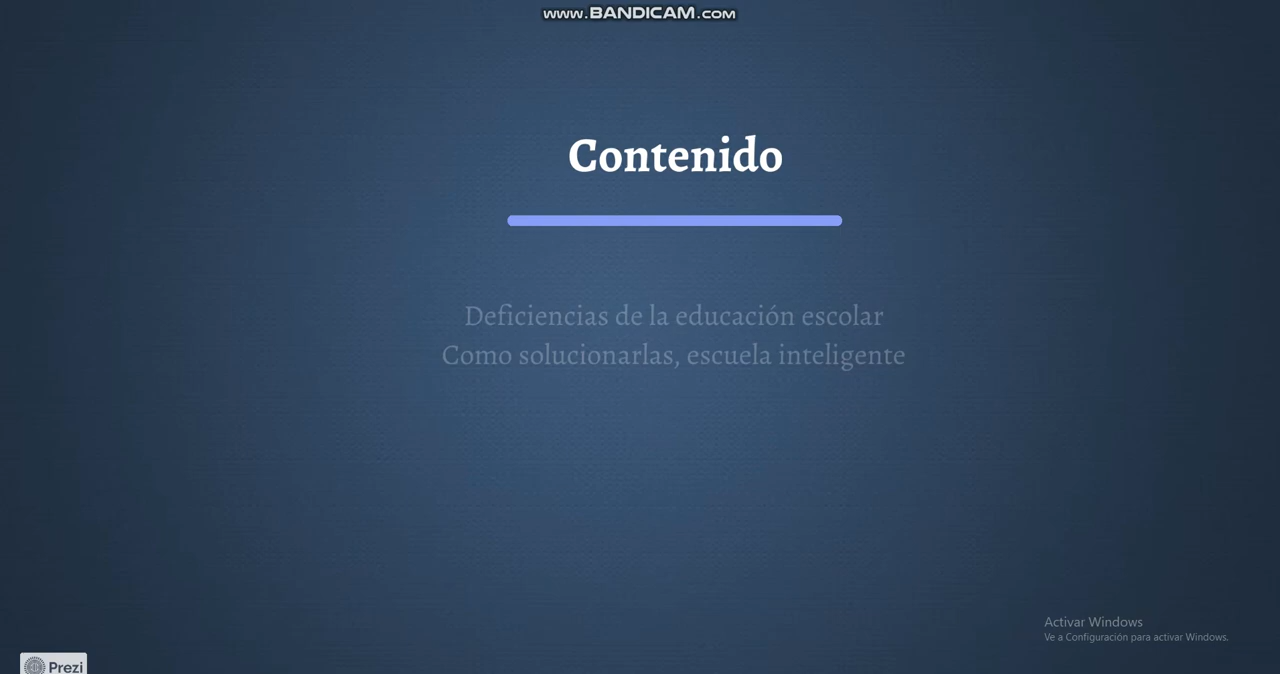 www.BANDICAM.com
Contenido
Deficiencias de la educación escolar
Como solucionarlas, escuela inteligente
Activar Windows
Ve a Configuración para activar Windows.
Prezi